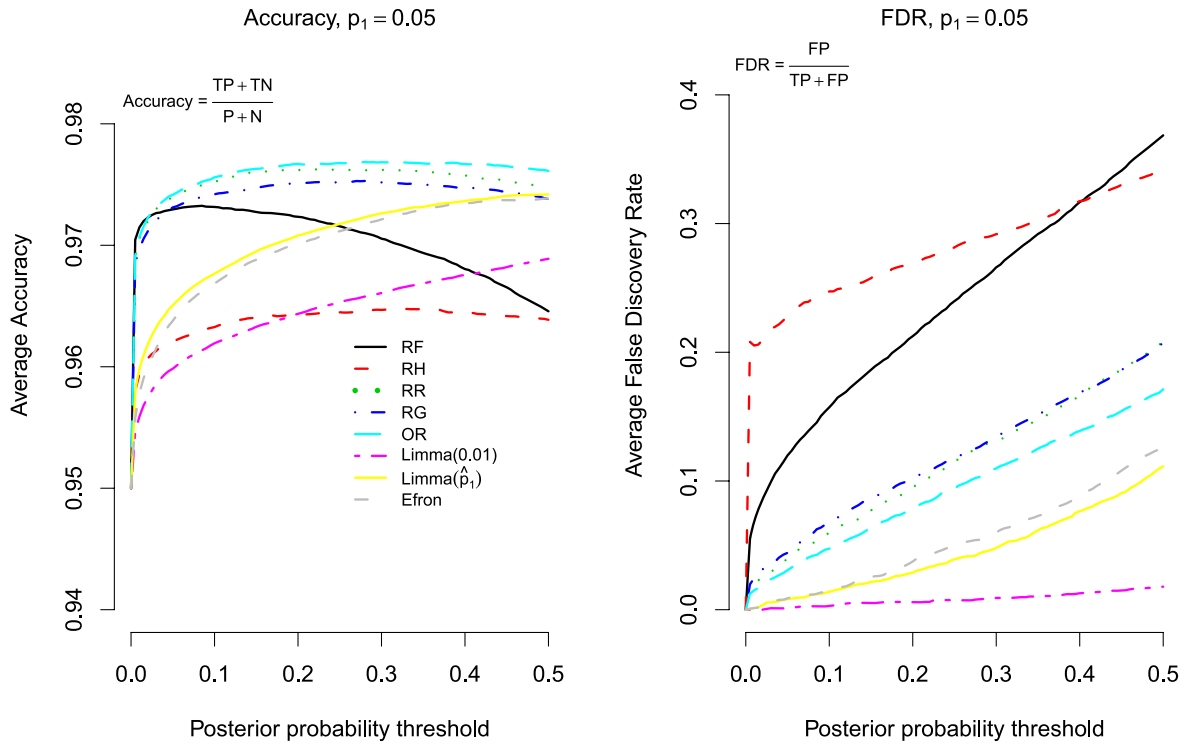 Accuracy, p₁ = 0.05
Accuracy = (TP + TN) / (P + N)
Average Accuracy
0.98
0.97
0.96
0.95
0.94
RF
RH
RR
RG
OR
Limma(0.01)
Limma(p̂₁)
Efron
0.0 0.1 0.2 0.3 0.4 0.5
Posterior probability threshold
FDR, p₁ = 0.05
FDR = FP / (TP + FP)
Average False Discovery Rate
0.4
0.3
0.2
0.1
0.0
0.0 0.1 0.2 0.3 0.4 0.5
Posterior probability threshold